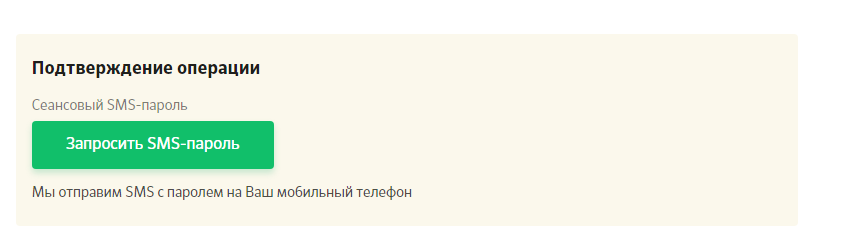 Подтверждение операции
Сеансовый SMS-пароль
Запросить SMS-пароль
Мы отправим SMS с паролем на Ваш мобильный телефон